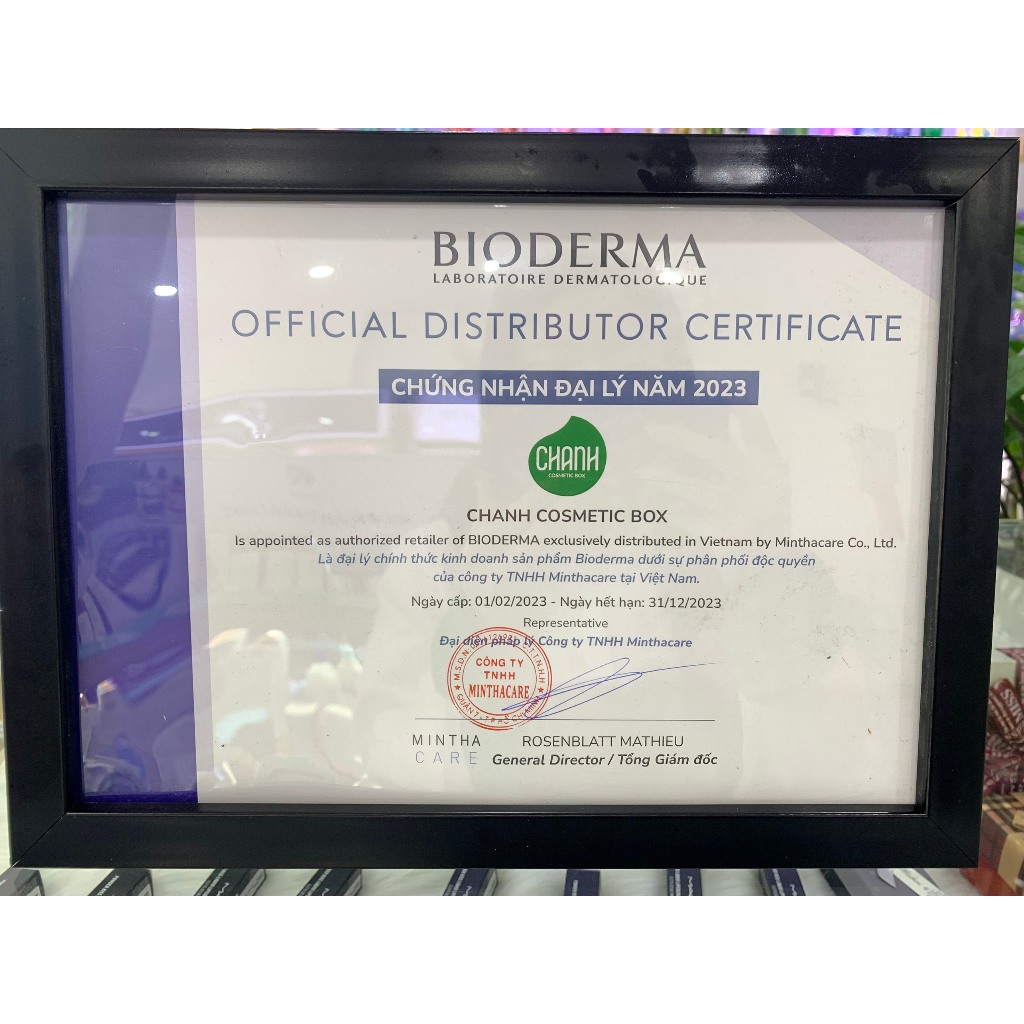 BIODERMA
LABORATOIRE DERMATOLOGIQUE
OFFICIAL DISTRIBUTOR CERTIFICATE
CHỨNG NHẬN ĐẠI LÝ NĂM 2023
CHANH
COSMETIC BOX
CHANH COSMETIC BOX
Is appointed as authorized retailer of BIODERMA exclusively distributed in Vietnam by Minthacare Co., Ltd.
Là đại lý chính thức kinh doanh sản phẩm Bioderma dưới sự phân phối độc quyền
của công ty TNHH Minthacare tại Việt Nam.
Ngày cấp: 01/02/2023 - Ngày hết hạn: 31/12/2023
Representative
Đại diện pháp lý Công ty TNHH Minthacare
CÔNG TY
TNHH
MINTHACARE
MINTHA
CARE
ROSENBLATT MATHIEU
General Director / Tổng Giám đốc